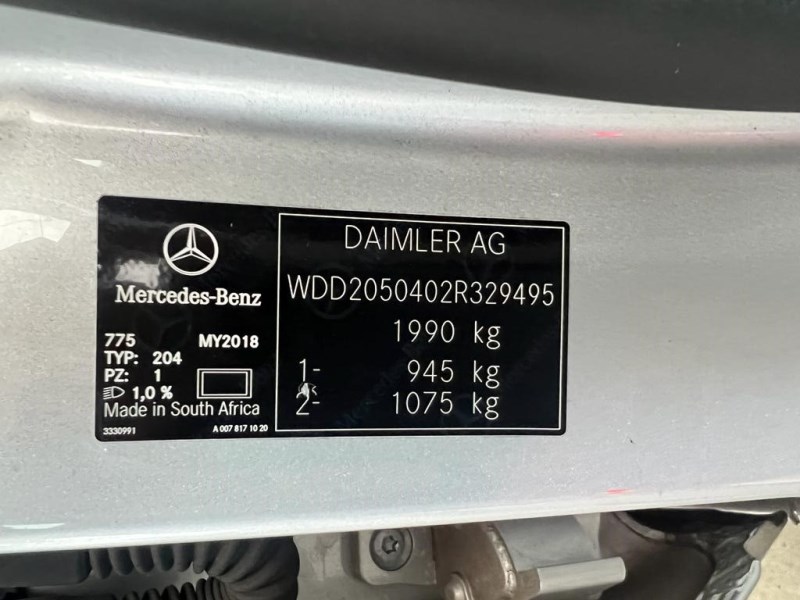 Mercedes-Benz
775 MY2018
TYP: 204
PZ: 1
1,0 %
Made in South Africa
3330991 A 007 817 10 20
DAIMLER AG
WDD2050402R329495
1990 kg
1- 945 kg
2- 1075 kg